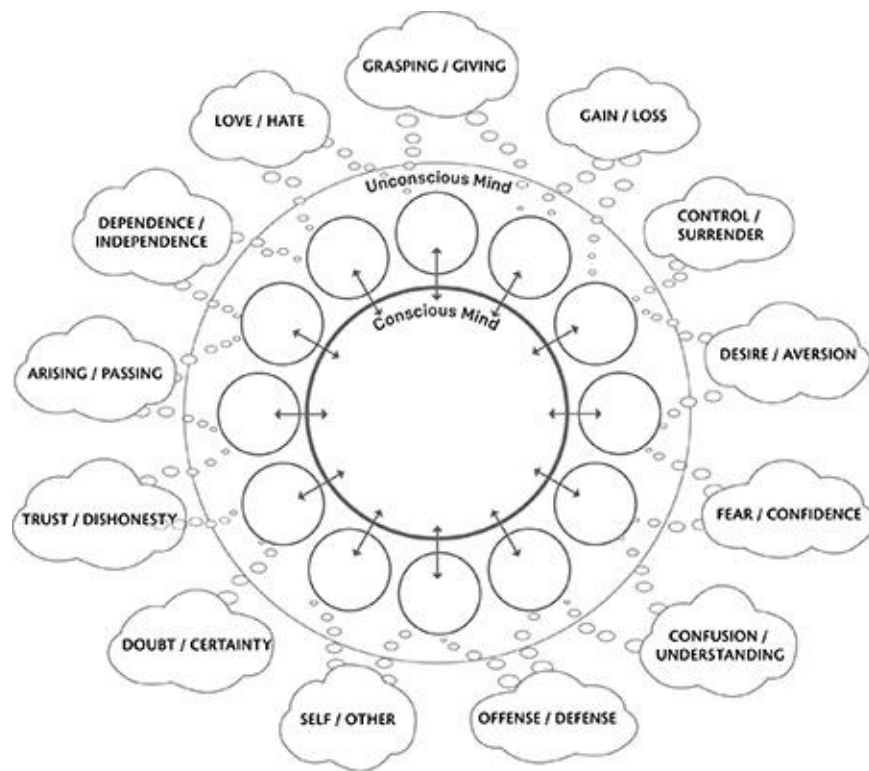 GRASPING / GIVING
LOVE / HATE
GAIN / LOSS
Unconscious Mind
DEPENDENCE /
INDEPENDENCE
CONTROL /
SURRENDER
Conscious Mind
ARISING / PASSING
DESIRE / AVERSION
TRUST / DISHONESTY
FEAR / CONFIDENCE
DOUBT / CERTAINTY
CONFUSION /
UNDERSTANDING
SELF / OTHER
OFFENSE / DEFENSE